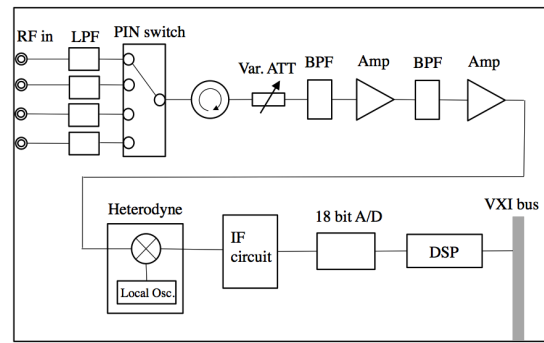 RF in
LPF
PIN switch
Var. ATT
BPF
Amp
BPF
Amp
Heterodyne
Local Osc.
IF
circuit
18 bit A/D
DSP
VXI bus